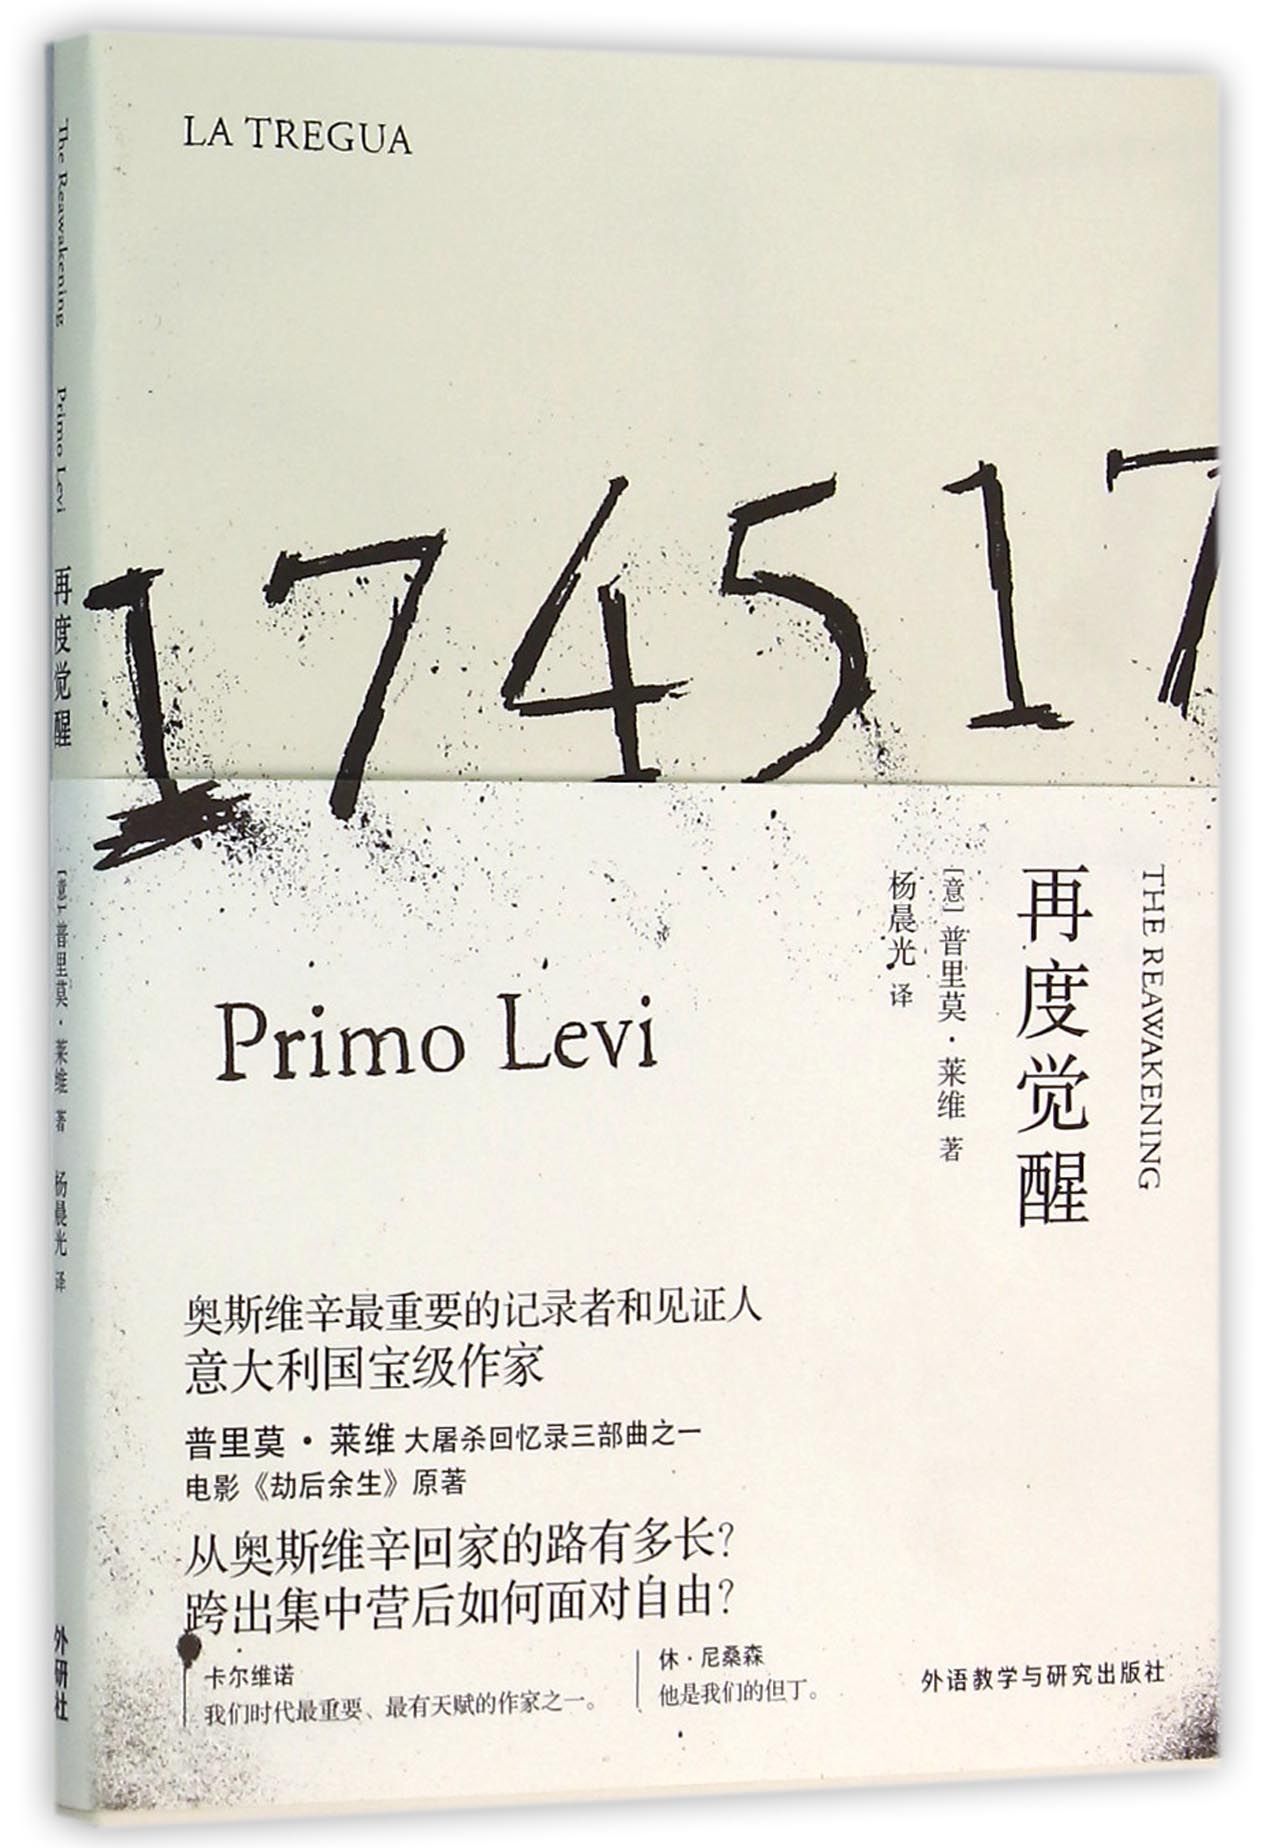 LA TREGUA
174517
THE REAWAKENING
再度觉醒
[意] 普里莫·莱维 著
杨晨光 译
Primo Levi
奥斯维辛最重要的记录者和见证人
意大利国宝级作家
普里莫·莱维 大屠杀回忆录三部曲之一
电影《劫后余生》原著
从奥斯维辛回家的路有多长?
跨出集中营后如何面对自由?
卡尔维诺
我们时代最重要、最有天赋的作家之一。
休·尼桑森
他是我们的但丁。
外语教学与研究出版社
The Reawakening
Primo Levi
再度觉醒
[意] 普里莫·莱维 著
杨晨光 译
外研社